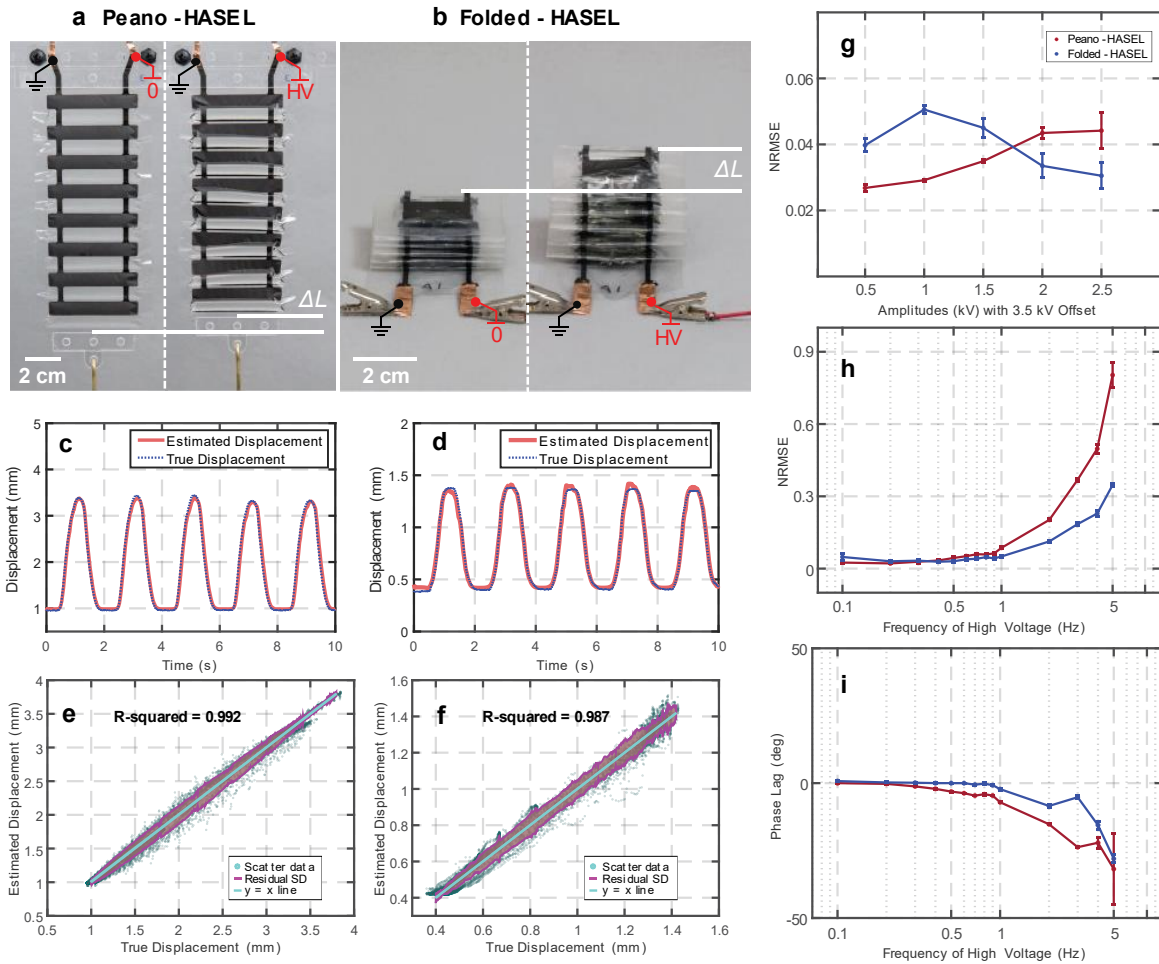 a Peano -HASEL
0
HV
ΔL
2 cm
b Folded - HASEL
ΔL
0
HV
2 cm
c
Estimated Displacement
True Displacement
Displacement (mm)
5
4
3
2
1
0 2 4 6 8 10
Time (s)
d
Estimated Displacement
True Displacement
Displacement (mm)
2
1.5
1
0.5
0
0 2 4 6 8 10
Time (s)
e
R-squared = 0.992
Estimated Displacement (mm)
4
3.5
3
2.5
2
1.5
1
0.5
Scatter data
Residual SD
y = x line
0.5 1 1.5 2 2.5 3 3.5 4
True Displacement (mm)
f
R-squared = 0.987
Estimated Displacement (mm)
1.6
1.4
1.2
1.0
0.8
0.6
0.4
Scatter data
Residual SD
y = x line
0.4 0.6 0.8 1.0 1.2 1.4 1.6
True Displacement (mm)
g
Peano -HASEL
Folded -HASEL
NRMSE
0.06
0.04
0.02
0.5 1 1.5 2 2.5
Amplitudes (kV) with 3.5 kV Offset
h
NRMSE
0.9
0.6
0.3
0
0.1 0.5 1 5
Frequency of High Voltage (Hz)
i
Phase Lag (deg)
50
0
-50
0.1 0.5 1 5
Frequency of High Voltage (Hz)